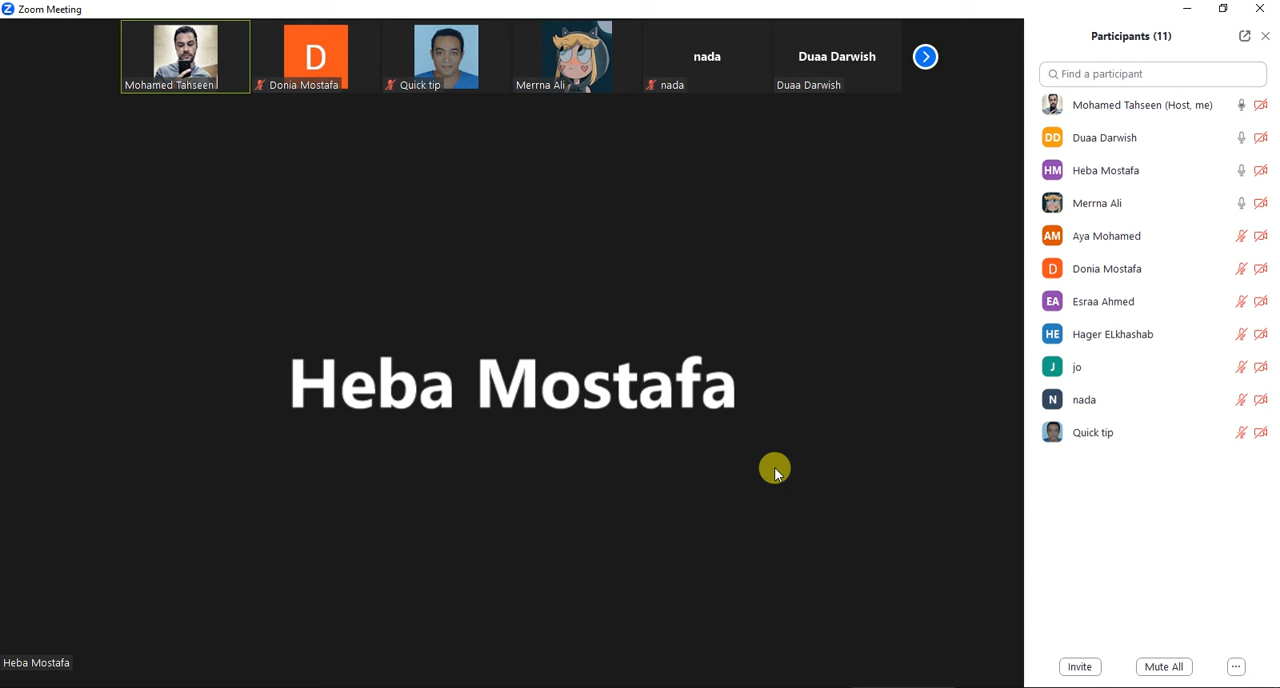 Zoom Meeting
Mohamed Tahseen
D
Donia Mostafa
Quick tip
Merrna Ali
nada
nada
Duaa Darwish
Duaa Darwish
Heba Mostafa
Heba Mostafa
Participants (11)
Find a participant
Mohamed Tahseen (Host, me)
DD Duaa Darwish
HM Heba Mostafa
Merrna Ali
AM Aya Mohamed
D Donia Mostafa
EA Esraa Ahmed
HE Hager ELkhashab
J jo
N nada
Quick tip
Invite
Mute All
...